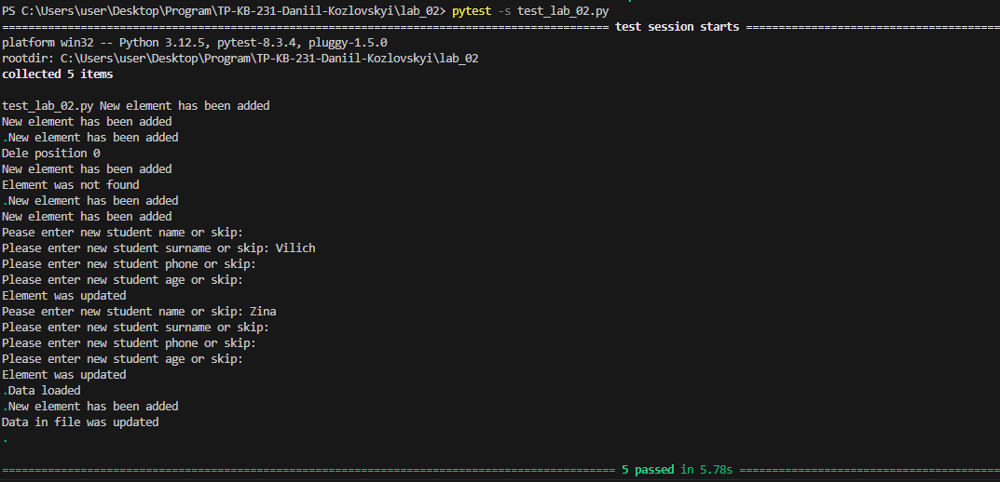 PS C:\Users\user\Desktop\Program\TP-KB-231-Daniil-Kozlovskyi\lab_02> pytest -s test_lab_02.py
============================================================================================= test session starts =======================================
platform win32 -- Python 3.12.5, pytest-8.3.4, pluggy-1.5.0
rootdir: C:\Users\user\Desktop\Program\TP-KB-231-Daniil-Kozlovskyi\lab_02
collected 5 items
test_lab_02.py New element has been added
New element has been added
.New element has been added
Dele position 0
New element has been added
Element was not found
.New element has been added
New element has been added
Pease enter new student name or skip:
Please enter new student surname or skip: Vilich
Please enter new student phone or skip:
Please enter new student age or skip:
Element was updated
Pease enter new student name or skip: Zina
Please enter new student surname or skip:
Please enter new student phone or skip:
Please enter new student age or skip:
Element was updated
.Data loaded
.New element has been added
Data in file was updated
.
============================================================================================== 5 passed in 5.78s ========================================